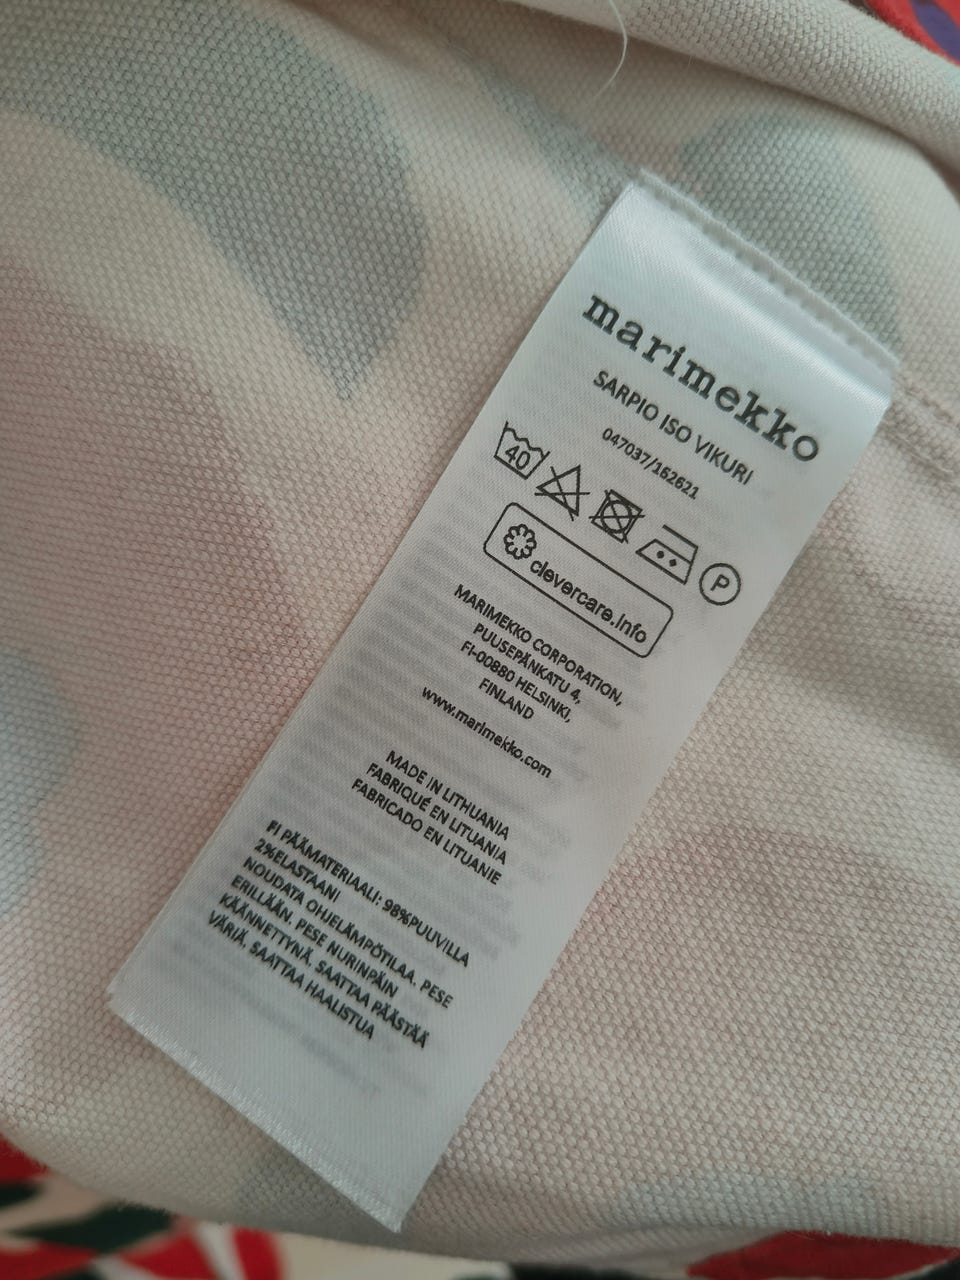 marimekko
SARPIO ISO VIKURI
047037/162621
40
P
clevercare.info
MARIMEKKO CORPORATION,
PUUSEPÄNKATU 4,
FI-00880 HELSINKI,
FINLAND
www.marimekko.com
MADE IN LITHUANIA
FABRIQUÉ EN LITUANIA
FABRICADO EN LITUANIE
FI PÄÄMATERIAALI: 98%PUUVILLA
2%ELASTAANI
NOUDATA OHJELÄMPÖTILAA. PESE
ERILLÄÄN. PESE NURINPÄIN
KÄÄNNETTYNÄ. SAATTAA PÄÄSTÄÄ
VÄRIÄ. SAATTAA HAALISTUA